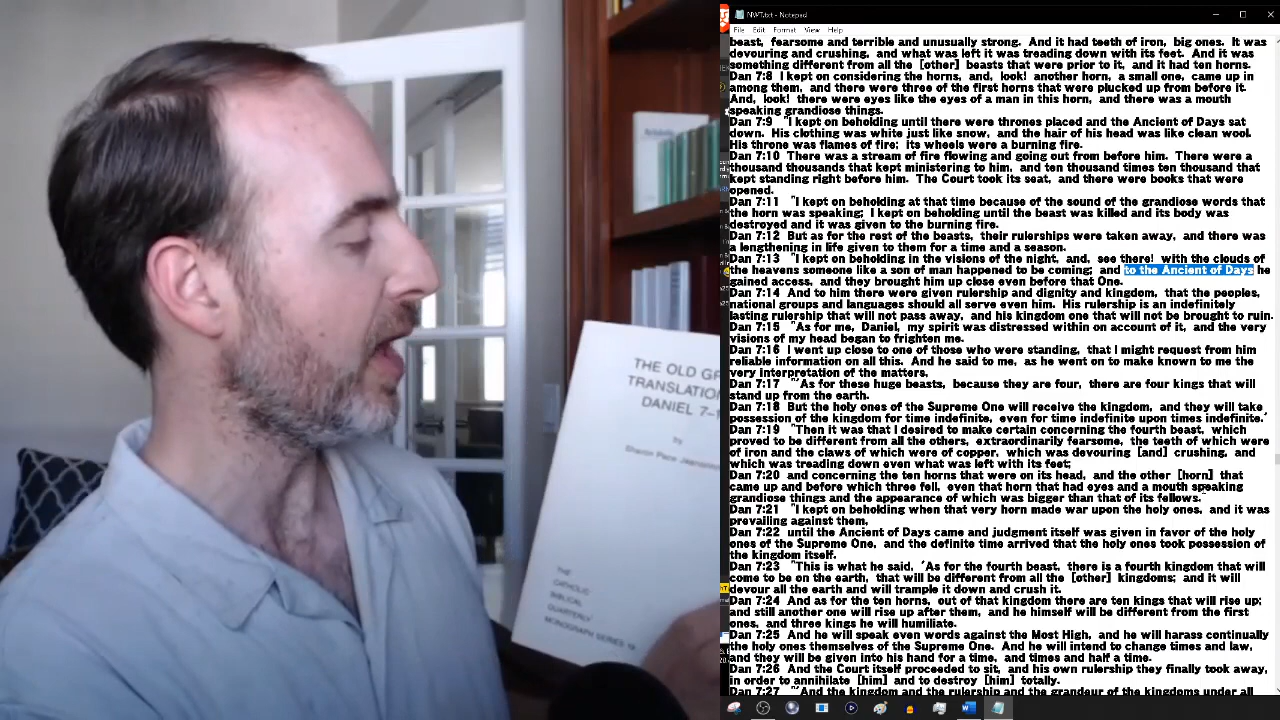 THE OLD GR
TRANSLATION
DANIEL 7-1
by
Sharon Pace
THE
CATHOLIC
BIBLICAL
QUARTERLY
MONOGRAPH SERIES 19
NWT.txt - Notepad
File Edit Format View Help
beast, fearsome and terrible and unusually strong. And it had teeth of iron, big ones. It was
devouring and crushing, and what was left it was treading down with its feet. And it was
something different from all the [other] beasts that were prior to it, and it had ten horns.
Dan 7:8 I kept on considering the horns, and, look! another horn, a small one, came up in
among them, and there were three of the first horns that were plucked up from before it.
And, look! there were eyes like the eyes of a man in this horn, and there was a mouth
speaking grandiose things.
Dan 7:9 "I kept on beholding until there were thrones placed and the Ancient of Days sat
down. His clothing was white just like snow, and the hair of his head was like clean wool.
His throne was flames of fire; its wheels were a burning fire.
Dan 7:10 There was a stream of fire flowing and going out from before him. There were a
thousand thousands that kept ministering to him, and ten thousand times ten thousand that
kept standing right before him. The Court took its seat, and there were books that were
opened.
Dan 7:11 "I kept on beholding at that time because of the sound of the grandiose words that
the horn was speaking; I kept on beholding until the beast was killed and its body was
destroyed and it was given to the burning fire.
Dan 7:12 But as for the rest of the beasts, their rulerships were taken away, and there was
a lengthening in life given to them for a time and a season.
Dan 7:13 "I kept on beholding in the visions of the night, and, see there! with the clouds of
the heavens someone like a son of man happened to be coming; and to the Ancient of Days he
gained access, and they brought him up close even before that One.
Dan 7:14 And to him there were given rulership and dignity and kingdom, that the peoples,
national groups and languages should all serve even him. His rulership is an indefinitely
lasting rulership that will not pass away, and his kingdom one that will not be brought to ruin.
Dan 7:15 "As for me, Daniel, my spirit was distressed within on account of it, and the very
visions of my head began to frighten me.
Dan 7:16 I went up close to one of those who were standing, that I might request from him
reliable information on all this. And he said to me, as he went on to make known to me the
very interpretation of the matters,
Dan 7:17 "'As for these huge beasts, because they are four, there are four kings that will
stand up from the earth.
Dan 7:18 But the holy ones of the Supreme One will receive the kingdom, and they will take
possession of the kingdom for time indefinite, even for time indefinite upon times indefinite.'
Dan 7:19 "Then it was that I desired to make certain concerning the fourth beast, which
proved to be different from all the others, extraordinarily fearsome, the teeth of which were
of iron and the claws of which were of copper, which was devouring [and] crushing, and
which was treading down even what was left with its feet;
Dan 7:20 and concerning the ten horns that were on its head, and the other [horn] that
came up and before which three fell, even that horn that had eyes and a mouth speaking
grandiose things and the appearance of which was bigger than that of its fellows.
Dan 7:21 "I kept on beholding when that very horn made war upon the holy ones, and it was
prevailing against them,
Dan 7:22 until the Ancient of Days came and judgment itself was given in favor of the holy
ones of the Supreme One, and the definite time arrived that the holy ones took possession of
the kingdom itself.
Dan 7:23 "This is what he said, 'As for the fourth beast, there is a fourth kingdom that will
come to be on the earth, that will be different from all the [other] kingdoms; and it will
devour all the earth and will trample it down and crush it.
Dan 7:24 And as for the ten horns, out of that kingdom there are ten kings that will rise up;
and still another one will rise up after them, and he himself will be different from the first
ones, and three kings he will humiliate.
Dan 7:25 And he will speak even words against the Most High, and he will harass continually
the holy ones themselves of the Supreme One. And he will intend to change times and law,
and they will be given into his hand for a time, and times and half a time.
Dan 7:26 And the Court itself proceeded to sit, and his own rulership they finally took away,
in order to annihilate [him] and to destroy [him] totally.
Dan 7:27 "'And the kingdom and the rulership and the grandeur of the kingdoms under all